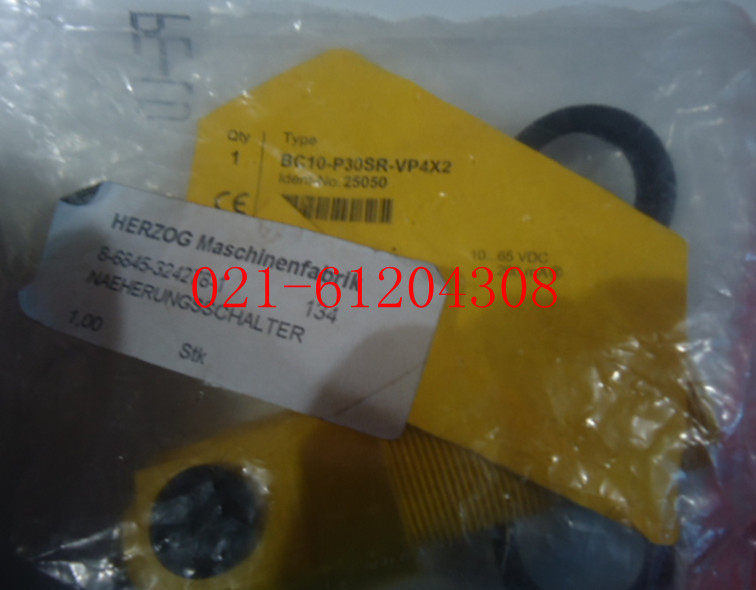 Qty Type
1 BC10-P30SR-VP4X2
Ident-No. 25050
CE
10...65 VDC
HERZOG Maschinenfabrik
134
NAEHERUNGSSCHALTER
1,00 Stk
021-61204308